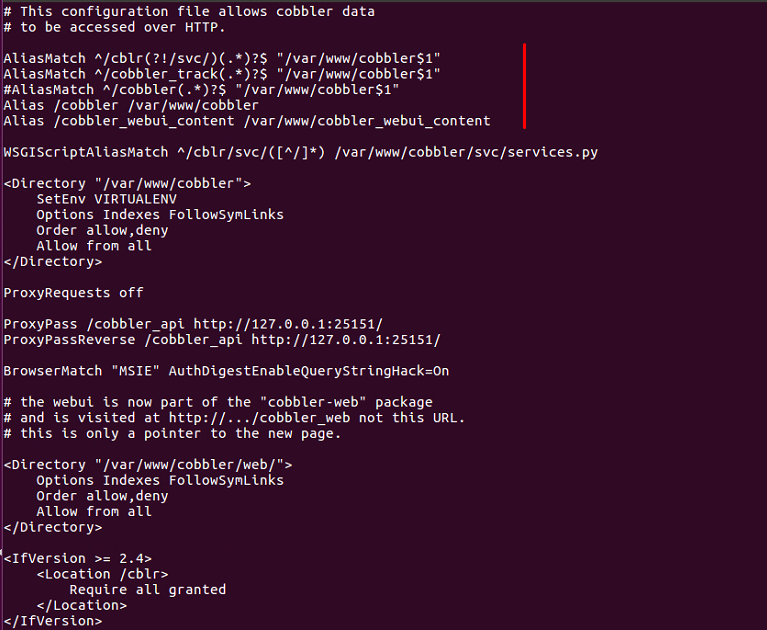 # This configuration file allows cobbler data
# to be accessed over HTTP.
AliasMatch ^/cblr(?!/svc/)(.*)?$ "/var/www/cobbler$1"
AliasMatch ^/cobbler_track(.*)?$ "/var/www/cobbler$1"
#AliasMatch ^/cobbler(.*)?$ "/var/www/cobbler$1"
Alias /cobbler /var/www/cobbler
Alias /cobbler_webui_content /var/www/cobbler_webui_content
WSGIScriptAliasMatch ^/cblr/svc/([^/]*) /var/www/cobbler/svc/services.py
<Directory "/var/www/cobbler">
    SetEnv VIRTUALENV
    Options Indexes FollowSymLinks
    Order allow,deny
    Allow from all
</Directory>
ProxyRequests off
ProxyPass /cobbler_api http://127.0.0.1:25151/
ProxyPassReverse /cobbler_api http://127.0.0.1:25151/
BrowserMatch "MSIE" AuthDigestEnableQueryStringHack=On
# the webui is now part of the "cobbler-web" package
# and is visited at http://.../cobbler_web not this URL.
# this is only a pointer to the new page.
<Directory "/var/www/cobbler/web/">
    Options Indexes FollowSymLinks
    Order allow,deny
    Allow from all
</Directory>
<IfVersion >= 2.4>
    <Location /cblr>
        Require all granted
    </Location>
</IfVersion>